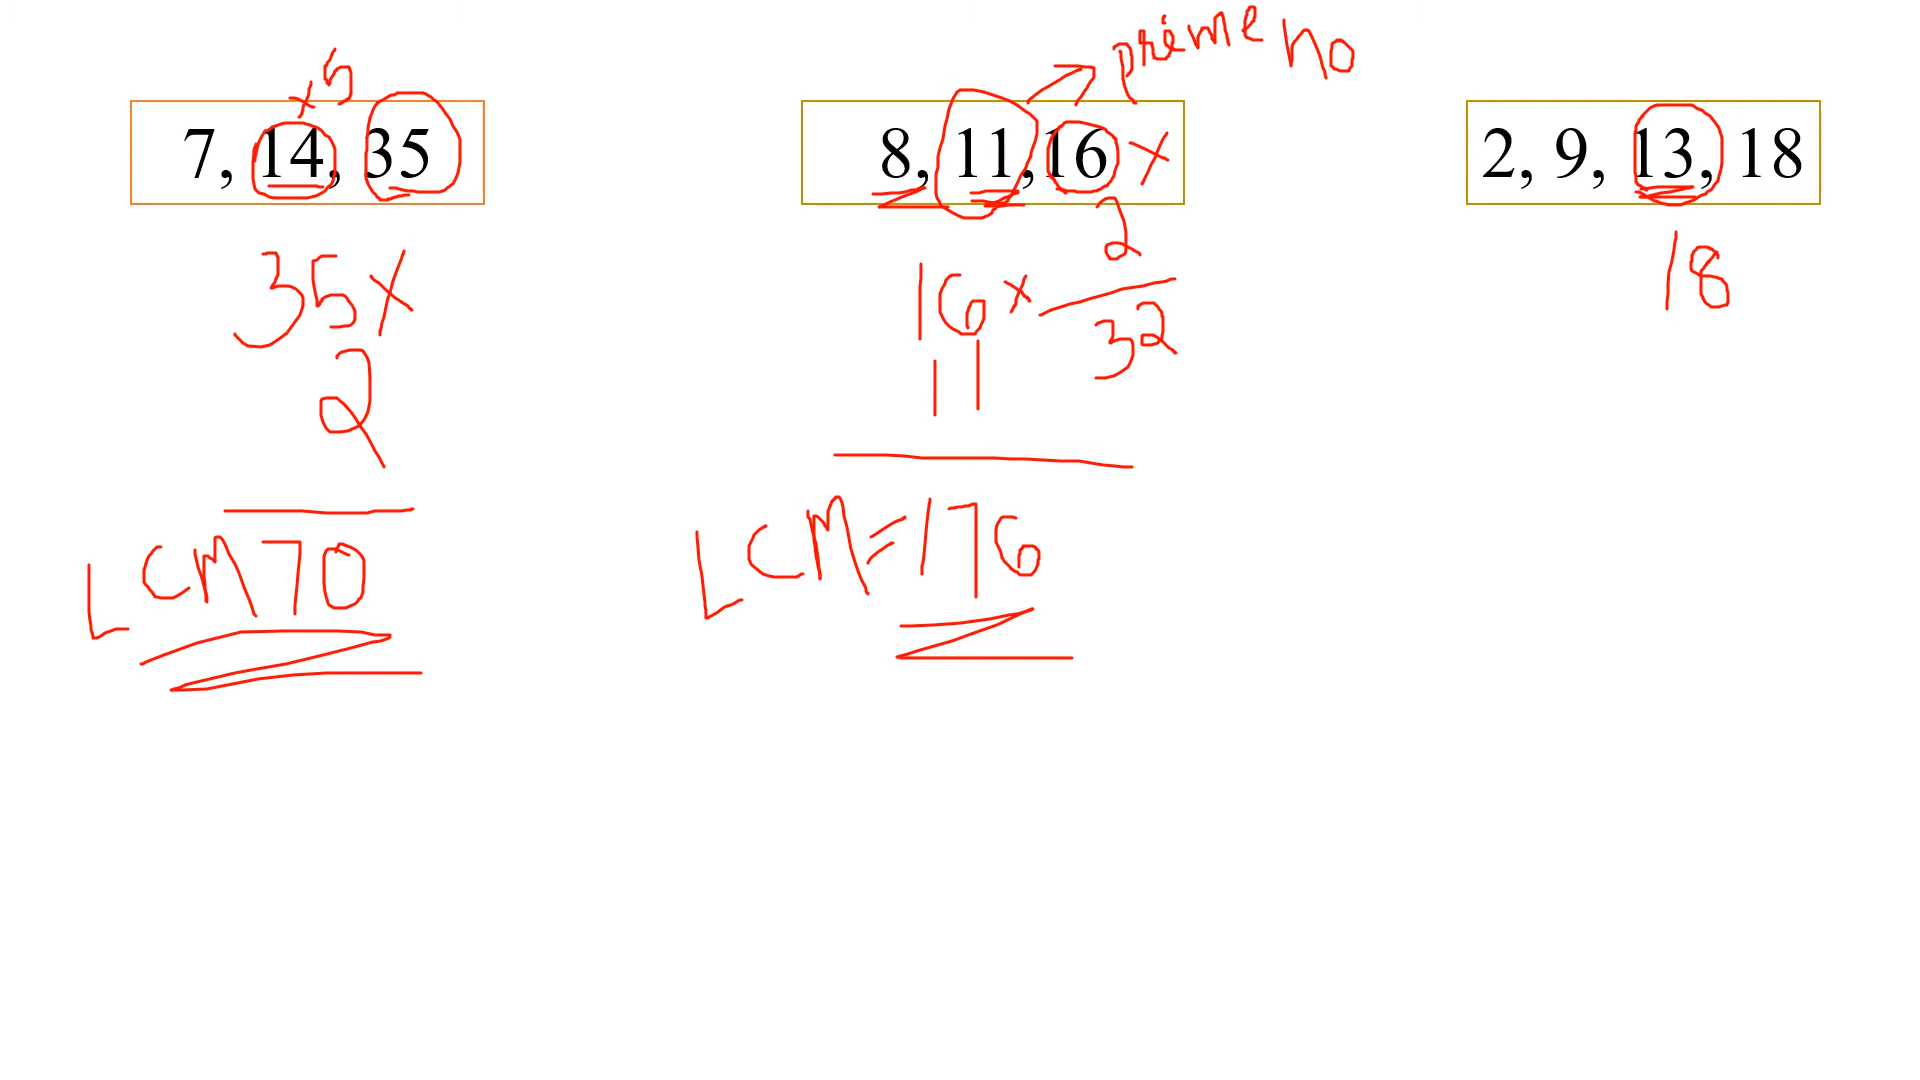 prime no
×5
7, 14, 35
8, 11, 16 ×
2, 9, 13, 18
35×
2
LCM 70
2
16×
32
11
LCM=176
18